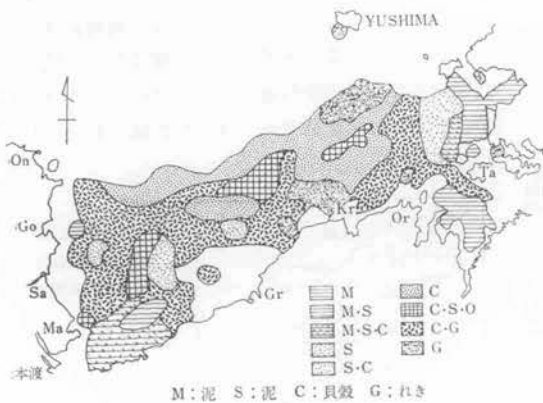 YUSHIMA
On
Ta
Go
Kr
Or
Sa
Gr
Ma
本渡
M
M·S
M·S·C
S
S·C
C
C·S·O
C·G
G
M:泥 S:泥 C:貝殻 G:れき